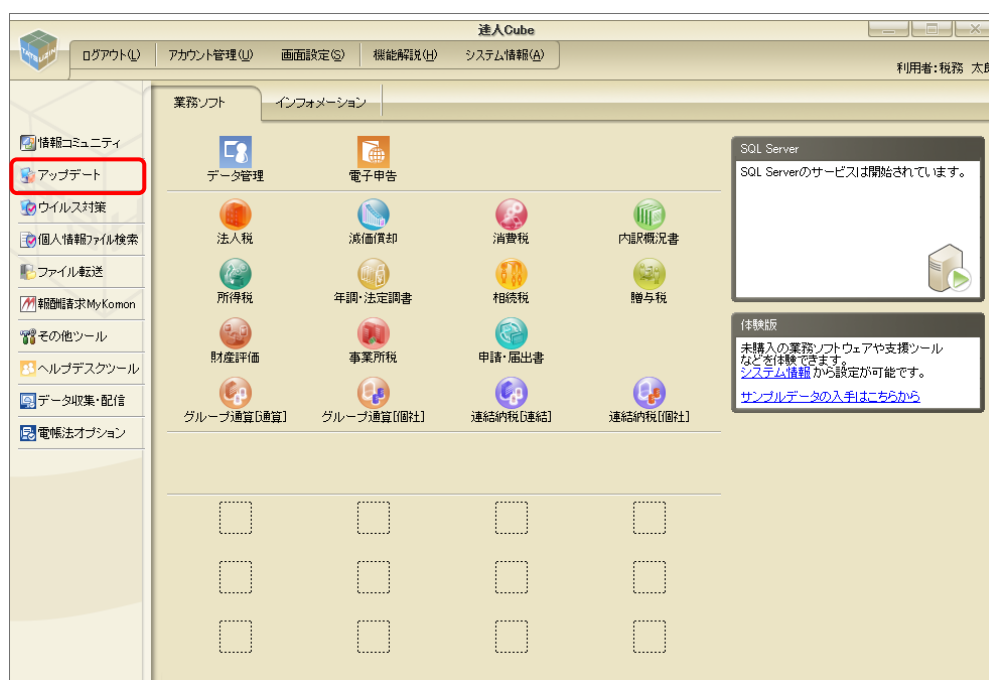 達人Cube
ログアウト(L)
アカウント管理(U)
画面設定(S)
機能解説(H)
システム情報(A)
利用者:税務 太郎
業務ソフト
インフォメーション
情報コミュニティ
アップデート
ウイルス対策
個人情報ファイル検索
ファイル転送
報酬請求MyKomon
その他ツール
ヘルプデスクツール
データ収集・配信
電帳法オプション
データ管理
電子申告
法人税
減価償却
消費税
内訳概況書
所得税
年調・法定調書
相続税
贈与税
財産評価
事業所税
申請・届出書
グループ通算[通算]
グループ通算[個社]
連結納税[連結]
連結納税[個社]
SQL Server
SQL Serverのサービスは開始されています。
体験版
未購入の業務ソフトウェアや支援ツール
などを体験できます。
システム情報 から設定が可能です。
サンプルデータの入手はこちらから